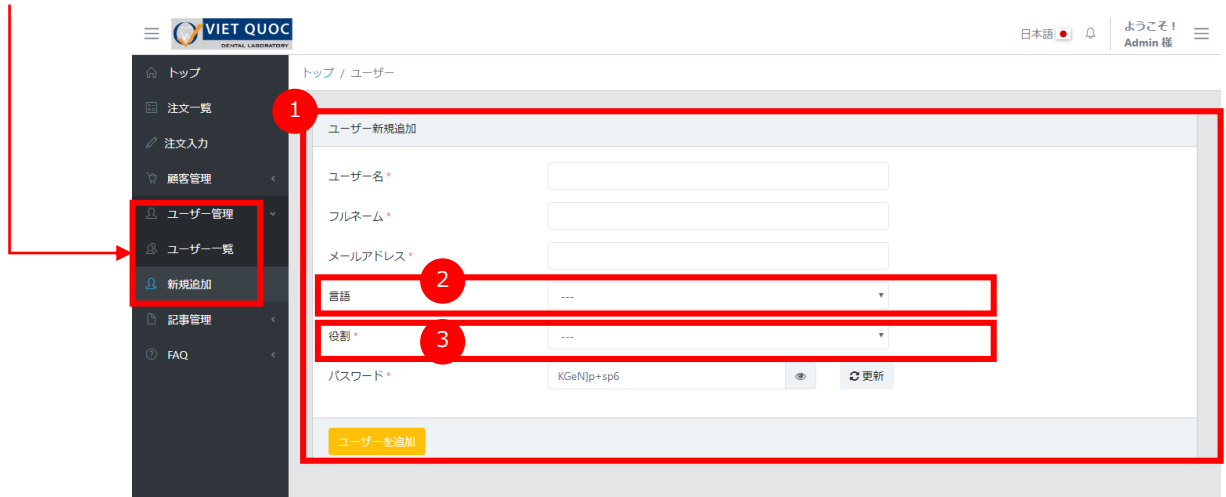 VIET QUOC
DENTAL LABORATORY
日本語
ようこそ！
Admin 様
トップ
注文一覧
注文入力
顧客管理
ユーザー管理
ユーザー一覧
新規追加
記事管理
FAQ
トップ / ユーザー
1
ユーザー新規追加
ユーザー名 *
フルネーム *
メールアドレス *
2
言語
---
3
役割 *
---
パスワード *
KGeN]p+sp6
更新
ユーザーを追加